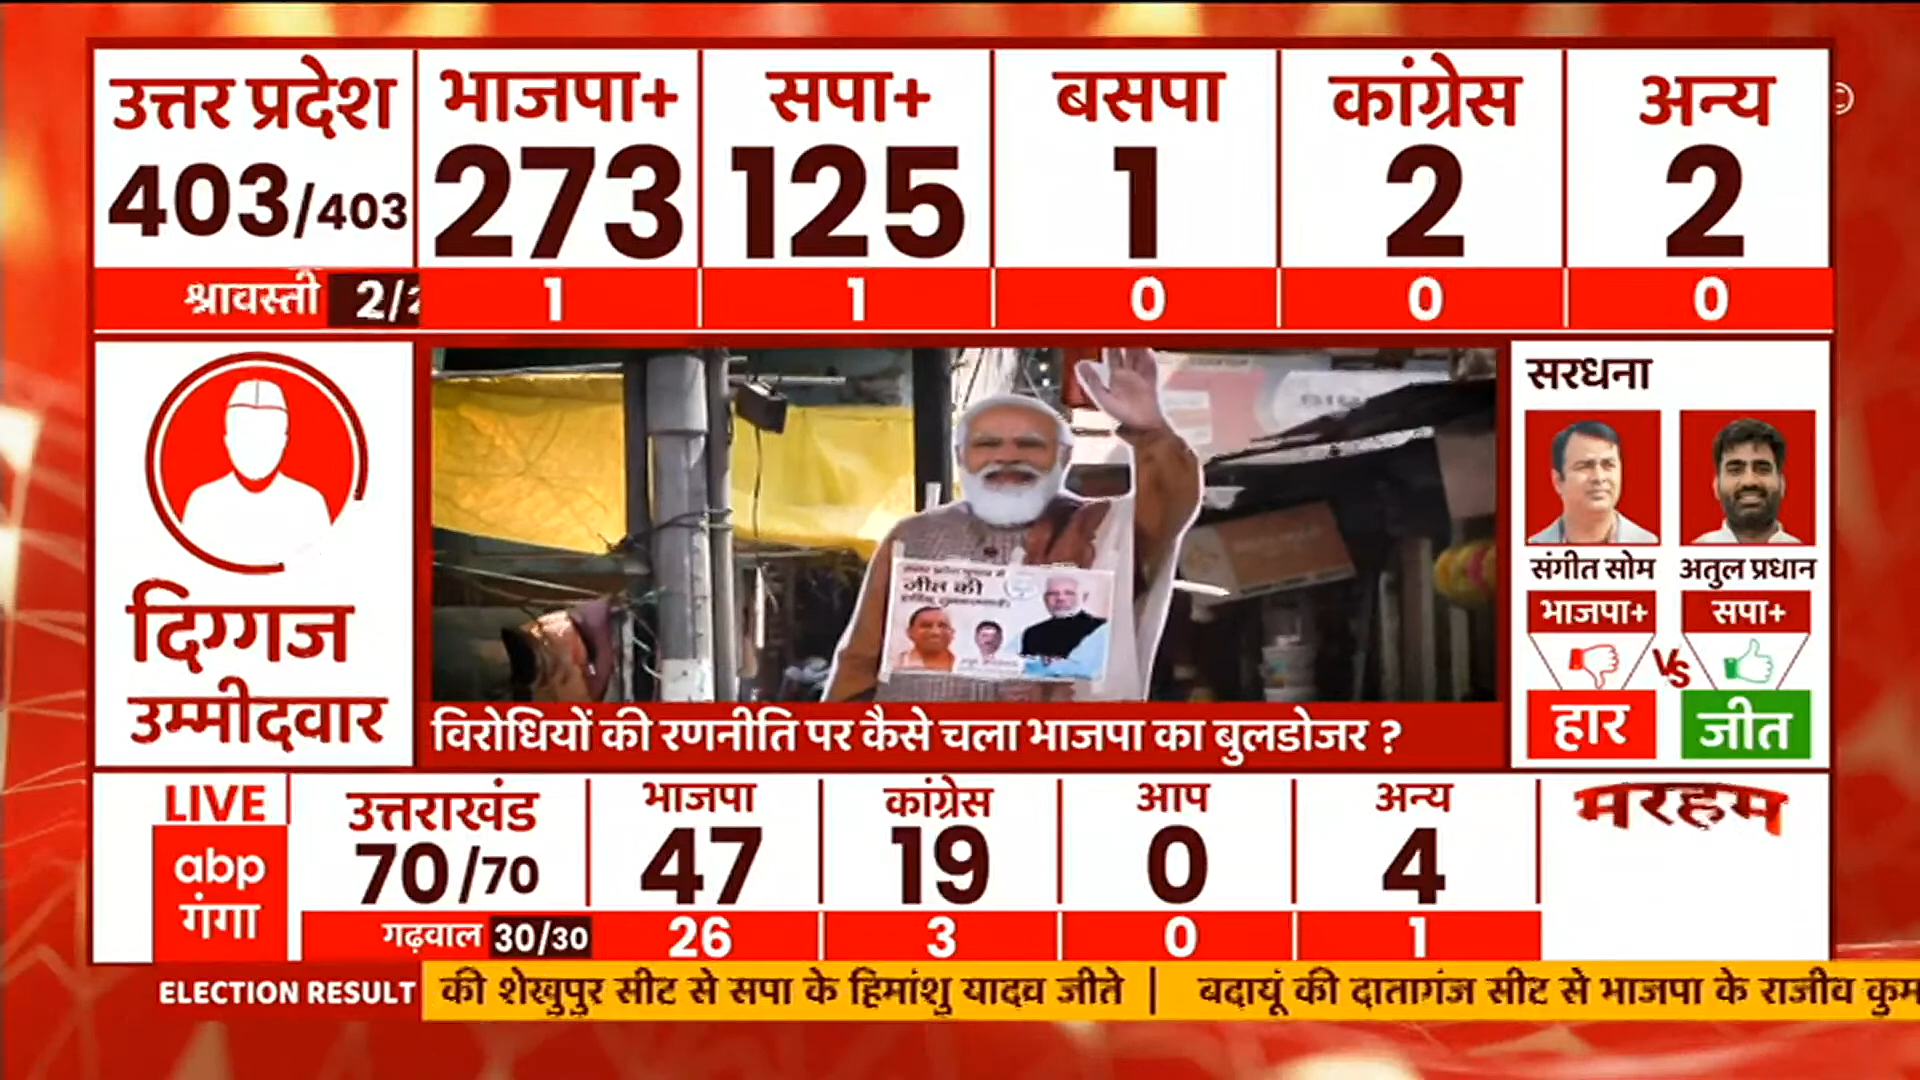 उत्तर प्रदेश
403/403
भाजपा+
273
सपा+
125
बसपा
1
कांग्रेस
2
अन्य
2
श्रावस्ती 2/
1
1
0
0
0
दिग्गज
उम्मीदवार
जीत की
विरोधियों की रणनीति पर कैसे चला भाजपा का बुलडोजर ?
सरधना
संगीत सोम
अतुल प्रधान
भाजपा+
सपा+
VS
हार
जीत
LIVE
abp
गंगा
उत्तराखंड
70/70
भाजपा
47
कांग्रेस
19
आप
0
अन्य
4
गढ़वाल 30/30
26
3
0
1
मरहम
ELECTION RESULT
की शेखुपुर सीट से सपा के हिमांशु यादव जीते | बदायूं की दातागंज सीट से भाजपा के राजीव कुम